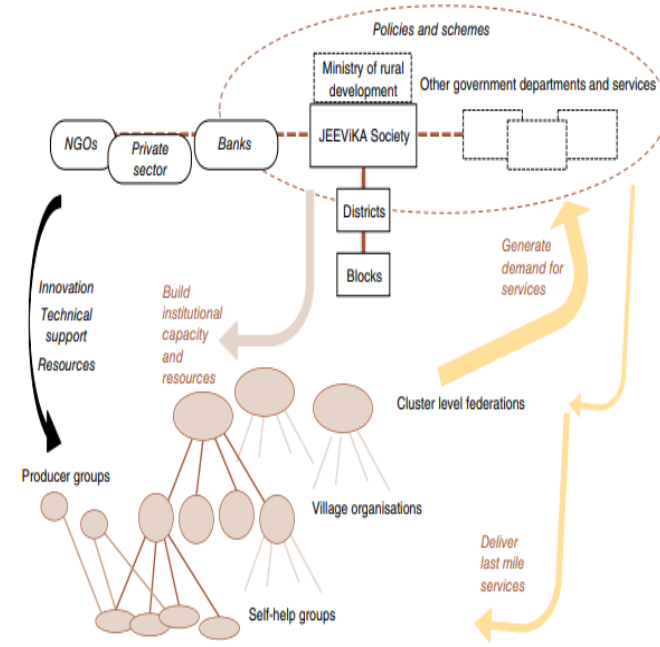 Policies and schemes
Ministry of rural
development
Other government departments and services
NGOs
Private
sector
Banks
JEEViKA Society
Districts
Blocks
Generate
demand for
services
Innovation
Technical
support
Resources
Build
institutional
capacity
and
resources
Cluster level federations
Producer groups
Village organisations
Deliver
last mile
services
Self-help groups